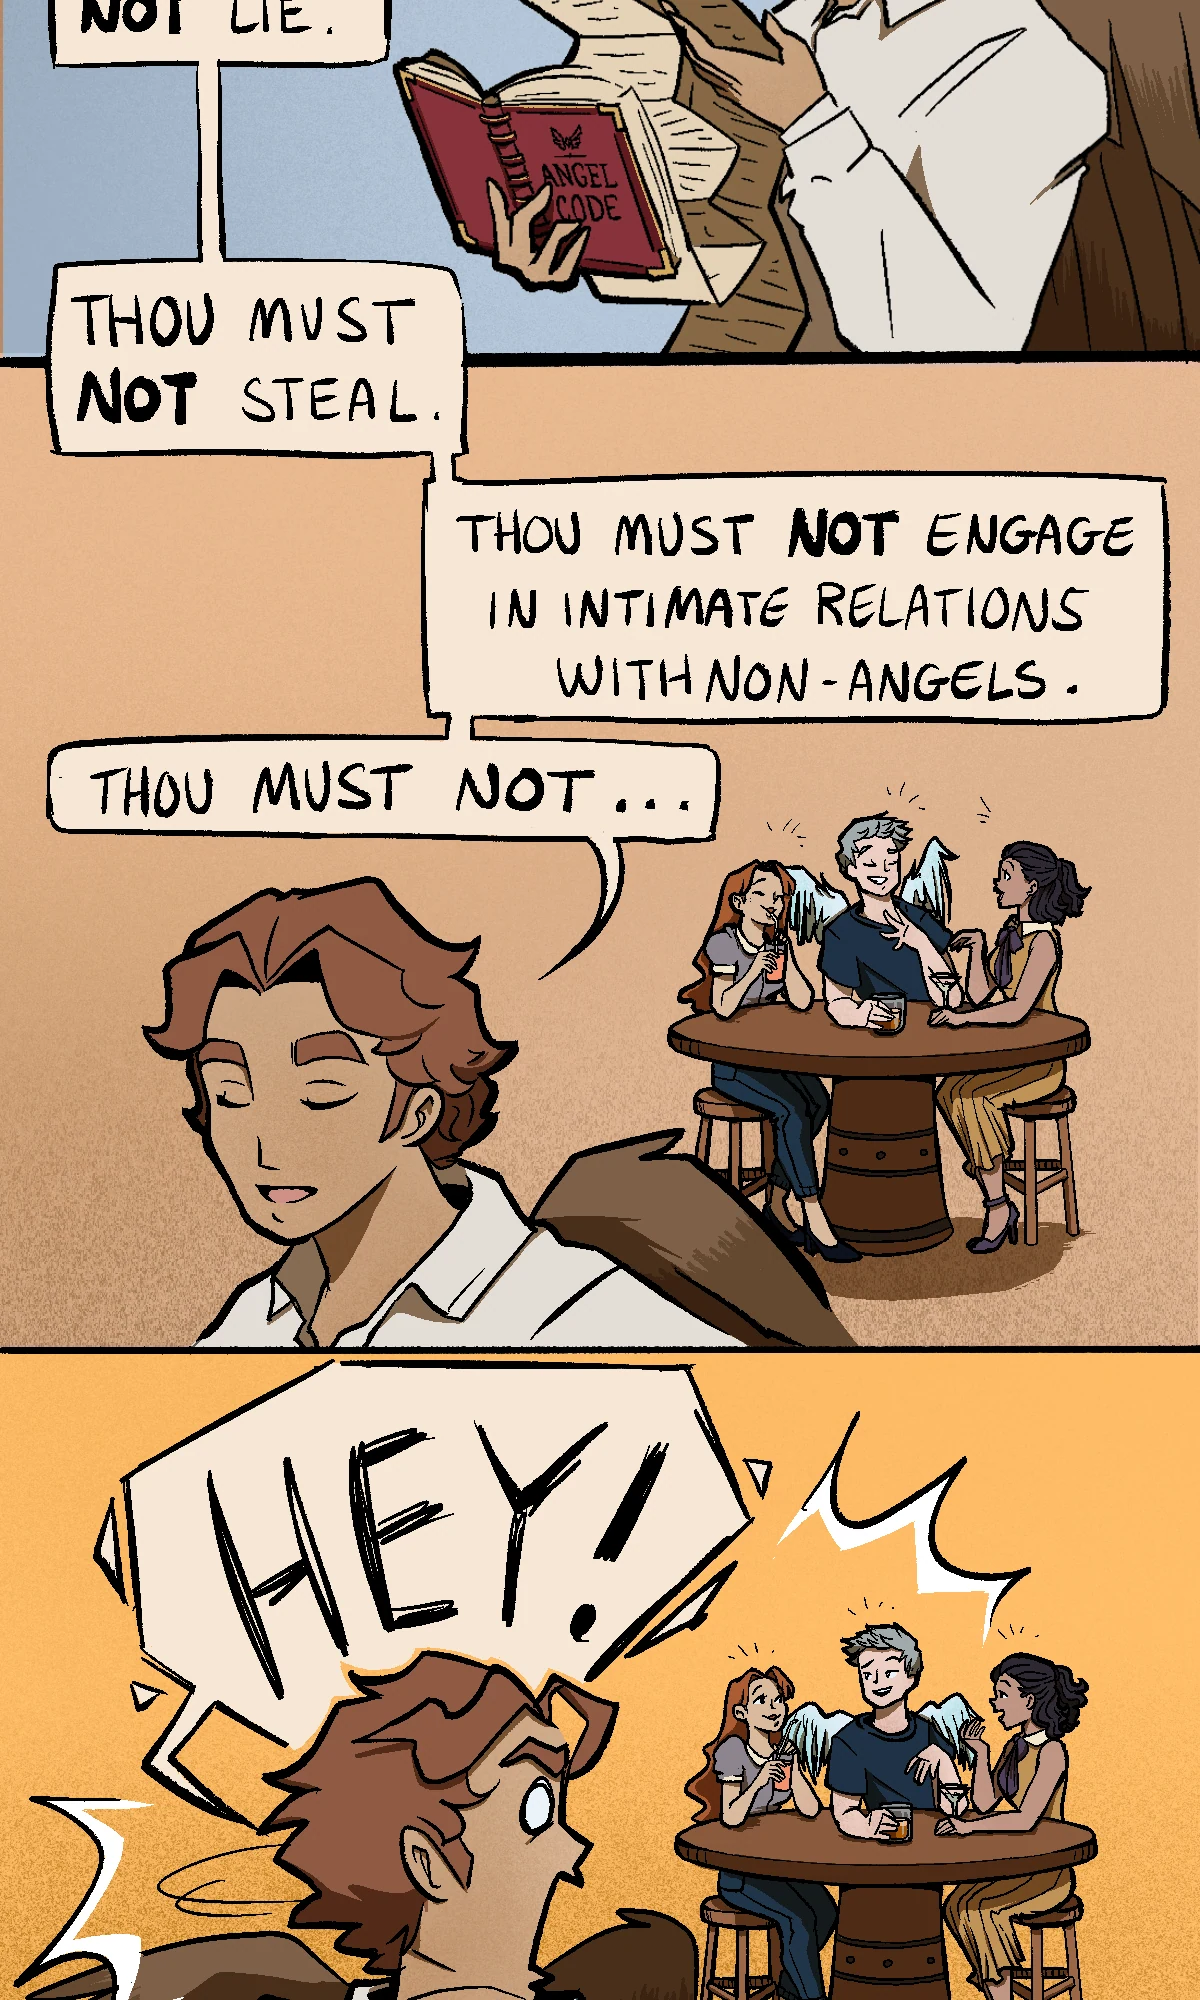 NOT LIE.
ANGEL
CODE
THOU MUST
NOT STEAL.
THOU MUST NOT ENGAGE
IN INTIMATE RELATIONS
WITH NON-ANGELS.
THOU MUST NOT...
HEY!